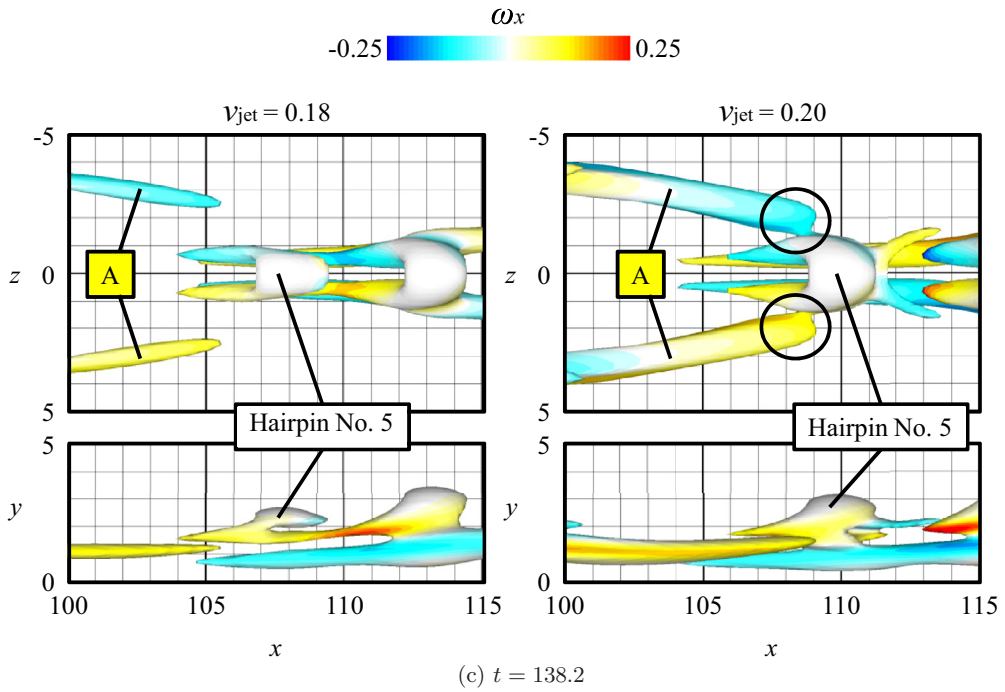 ωx
-0.25 0.25
vjet = 0.18 vjet = 0.20
-5
z 0 A Hairpin No. 5 z 0 A Hairpin No. 5
5 5
5 5
y y
0 0
100 105 110 115 100 105 110 115
x x
(c) t = 138.2